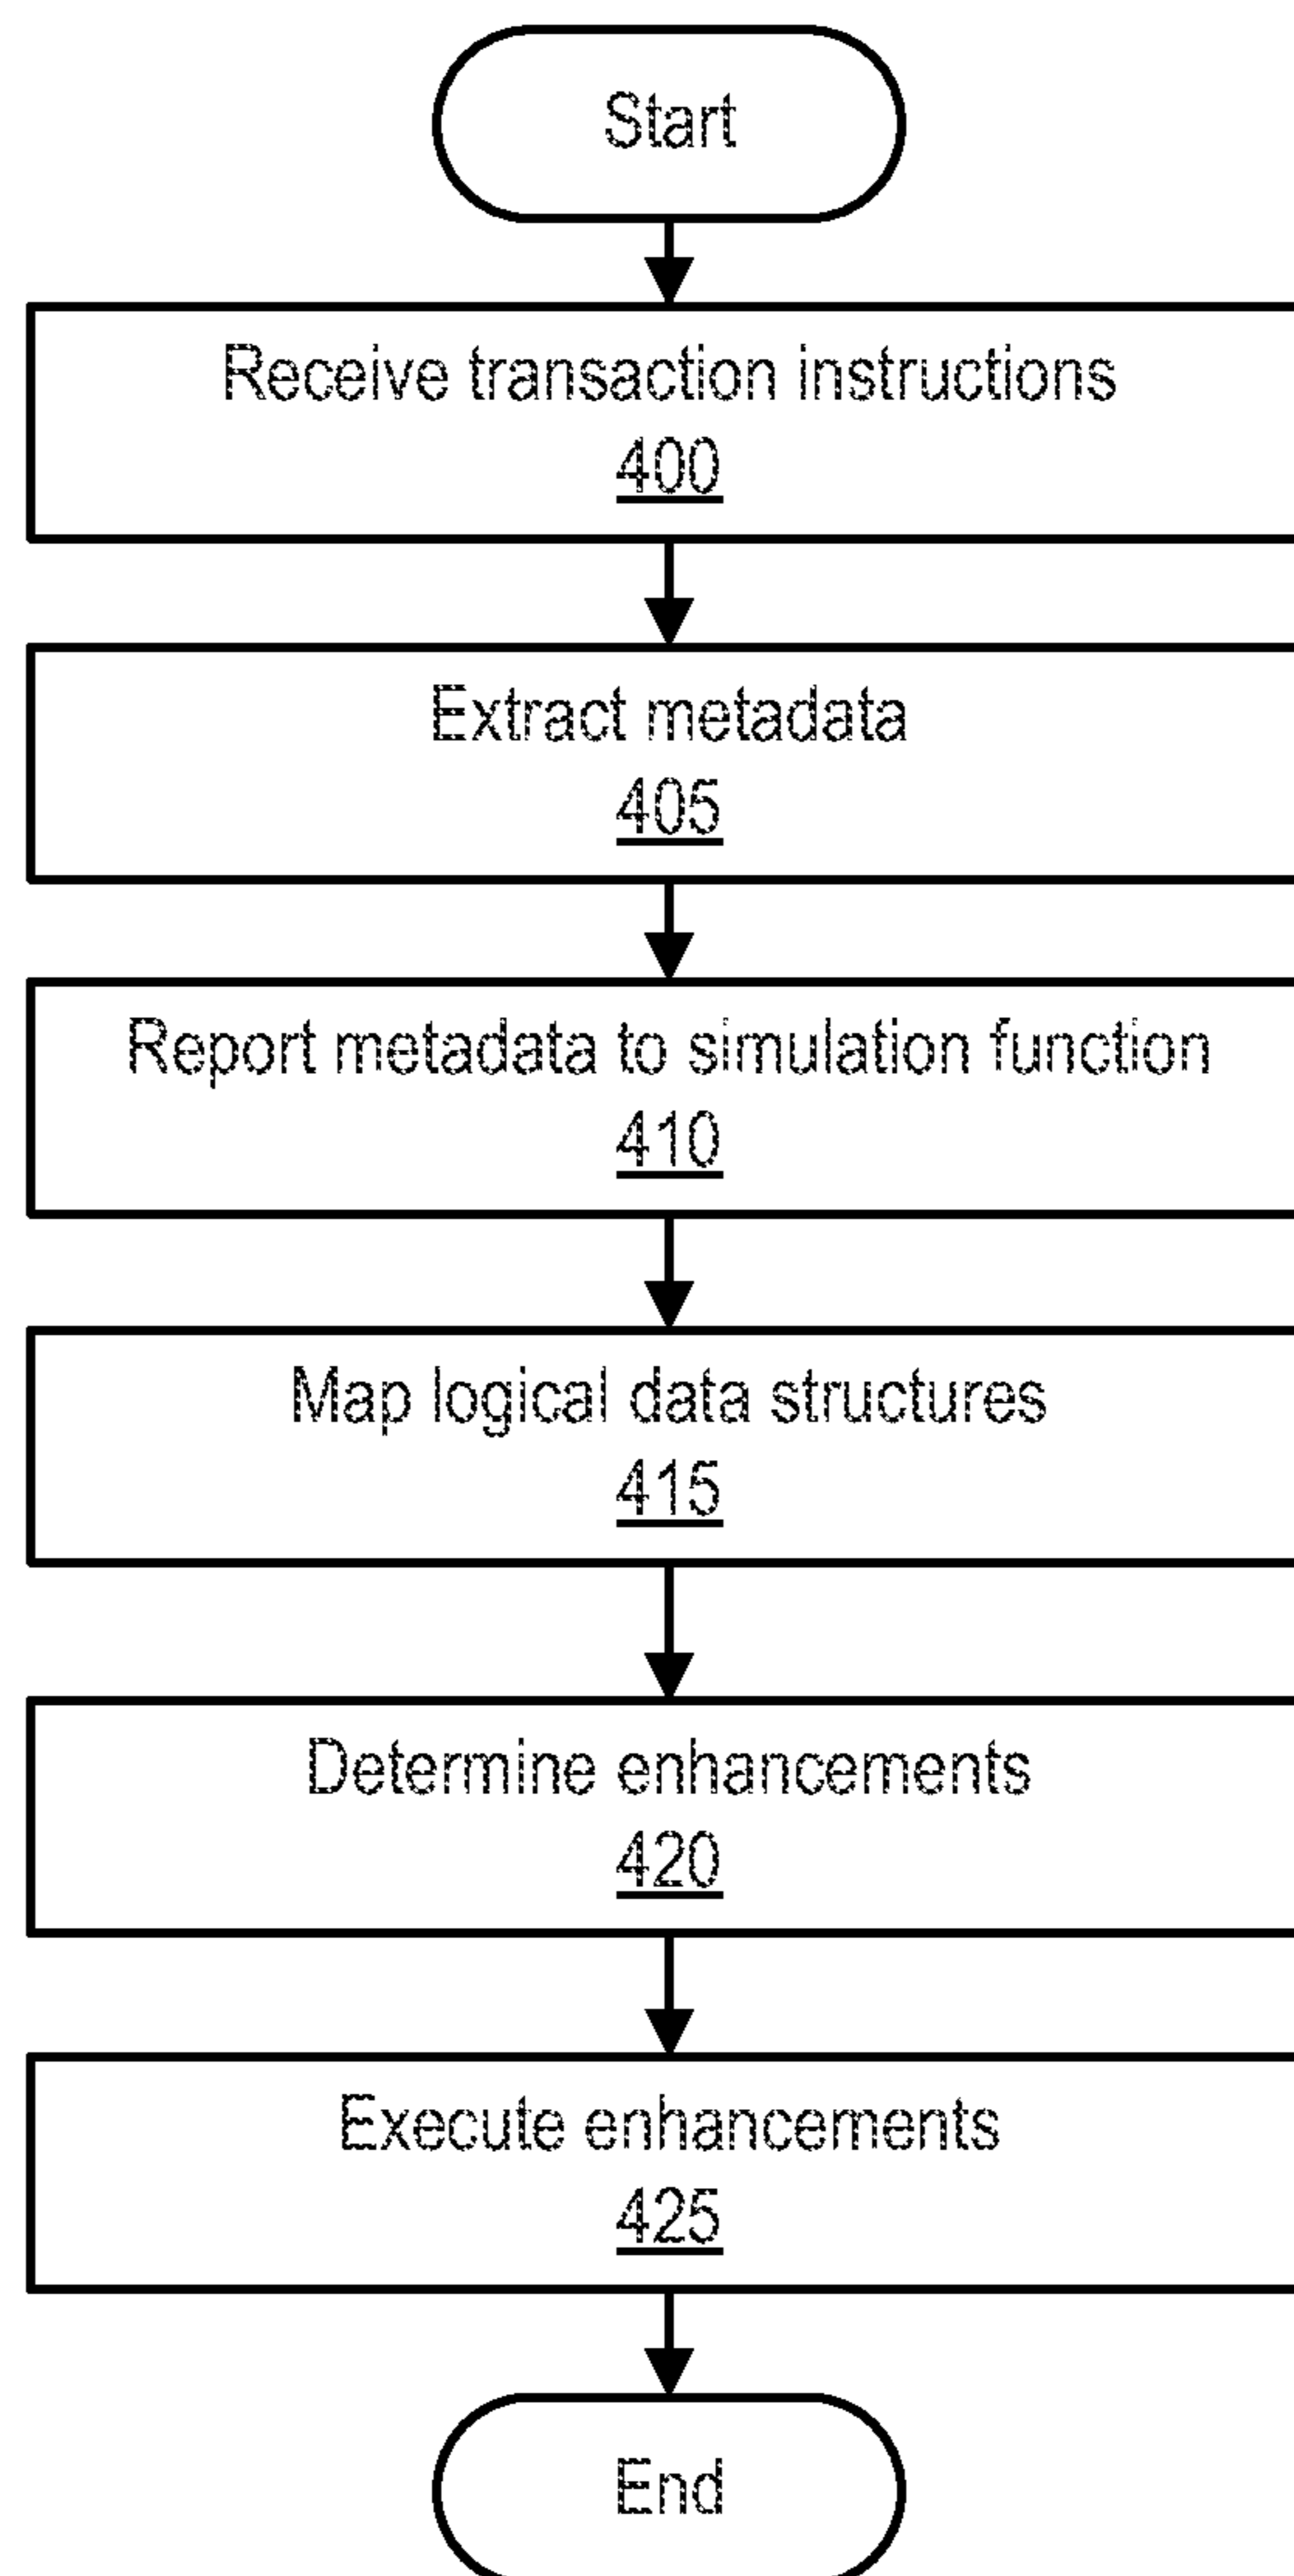 Start
Receive transaction instructions
400
Extract metadata
405
Report metadata to simulation function
410
Map logical data structures
415
Determine enhancements
420
Execute enhancements
425
End